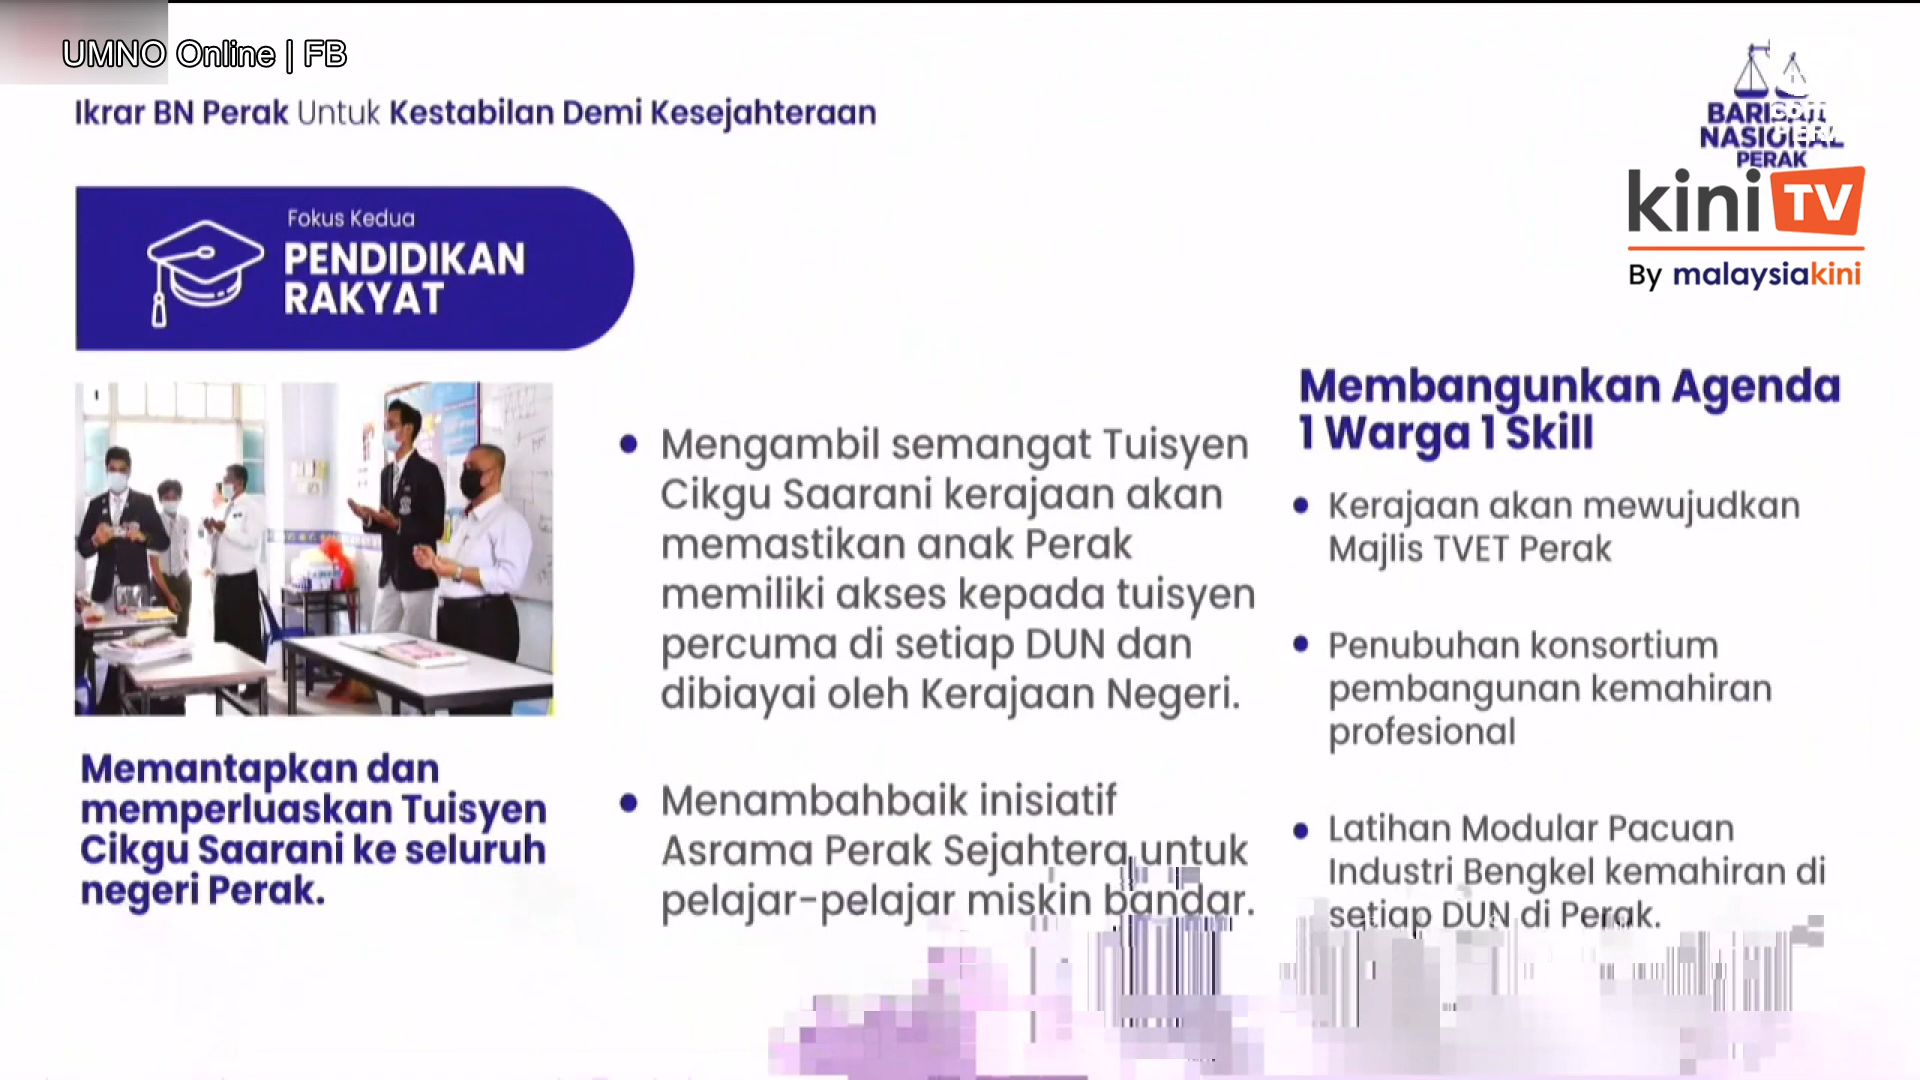 UMNO Online | FB
Ikrar BN Perak Untuk Kestabilan Demi Kesejahteraan
BARISAN
NASIONAL
PERAK
kini TV
By malaysiakini
Fokus Kedua
PENDIDIKAN
RAKYAT
Memantapkan dan
memperluaskan Tuisyen
Cikgu Saarani ke seluruh
negeri Perak.
Mengambil semangat Tuisyen
Cikgu Saarani kerajaan akan
memastikan anak Perak
memiliki akses kepada tuisyen
percuma di setiap DUN dan
dibiayai oleh Kerajaan Negeri.
Menambahbaik inisiatif
Asrama Perak Sejahtera untuk
pelajar-pelajar miskin bandar.
Membangunkan Agenda
1 Warga 1 Skill
Kerajaan akan mewujudkan
Majlis TVET Perak
Penubuhan konsortium
pembangunan kemahiran
profesional
Latihan Modular Pacuan
Industri Bengkel kemahiran di
setiap DUN di Perak.